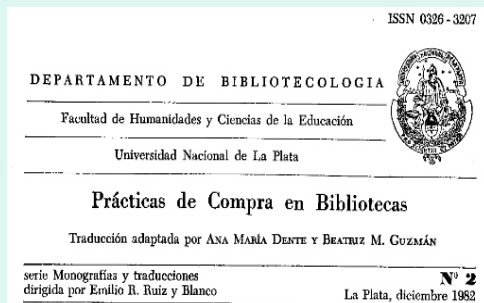 ISSN 0326-3207
DEPARTAMENTO DE BIBLIOTECOLOGIA
Facultad de Humanidades y Ciencias de la Educación
Universidad Nacional de La Plata
Prácticas de Compra en Bibliotecas
Traducción adaptada por ANA MARÍA DENTE Y BEATRIZ M. GUZMÁN
serie Monografías y traducciones
dirigida por Emilio R. Ruiz y Blanco
Nº 2
La Plata, diciembre 1982